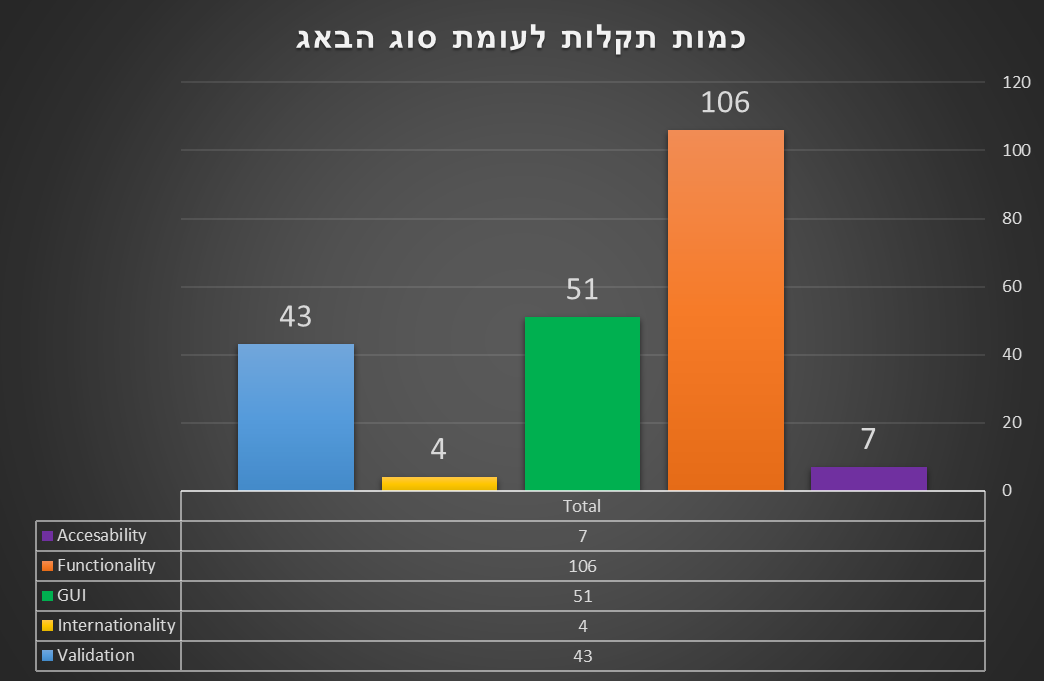 כמות תקלות לעומת סוג הבאג
120
100
80
60
40
20
0
43
4
51
106
7
Total
Accesability 7
Functionality 106
GUI 51
Internationality 4
Validation 43